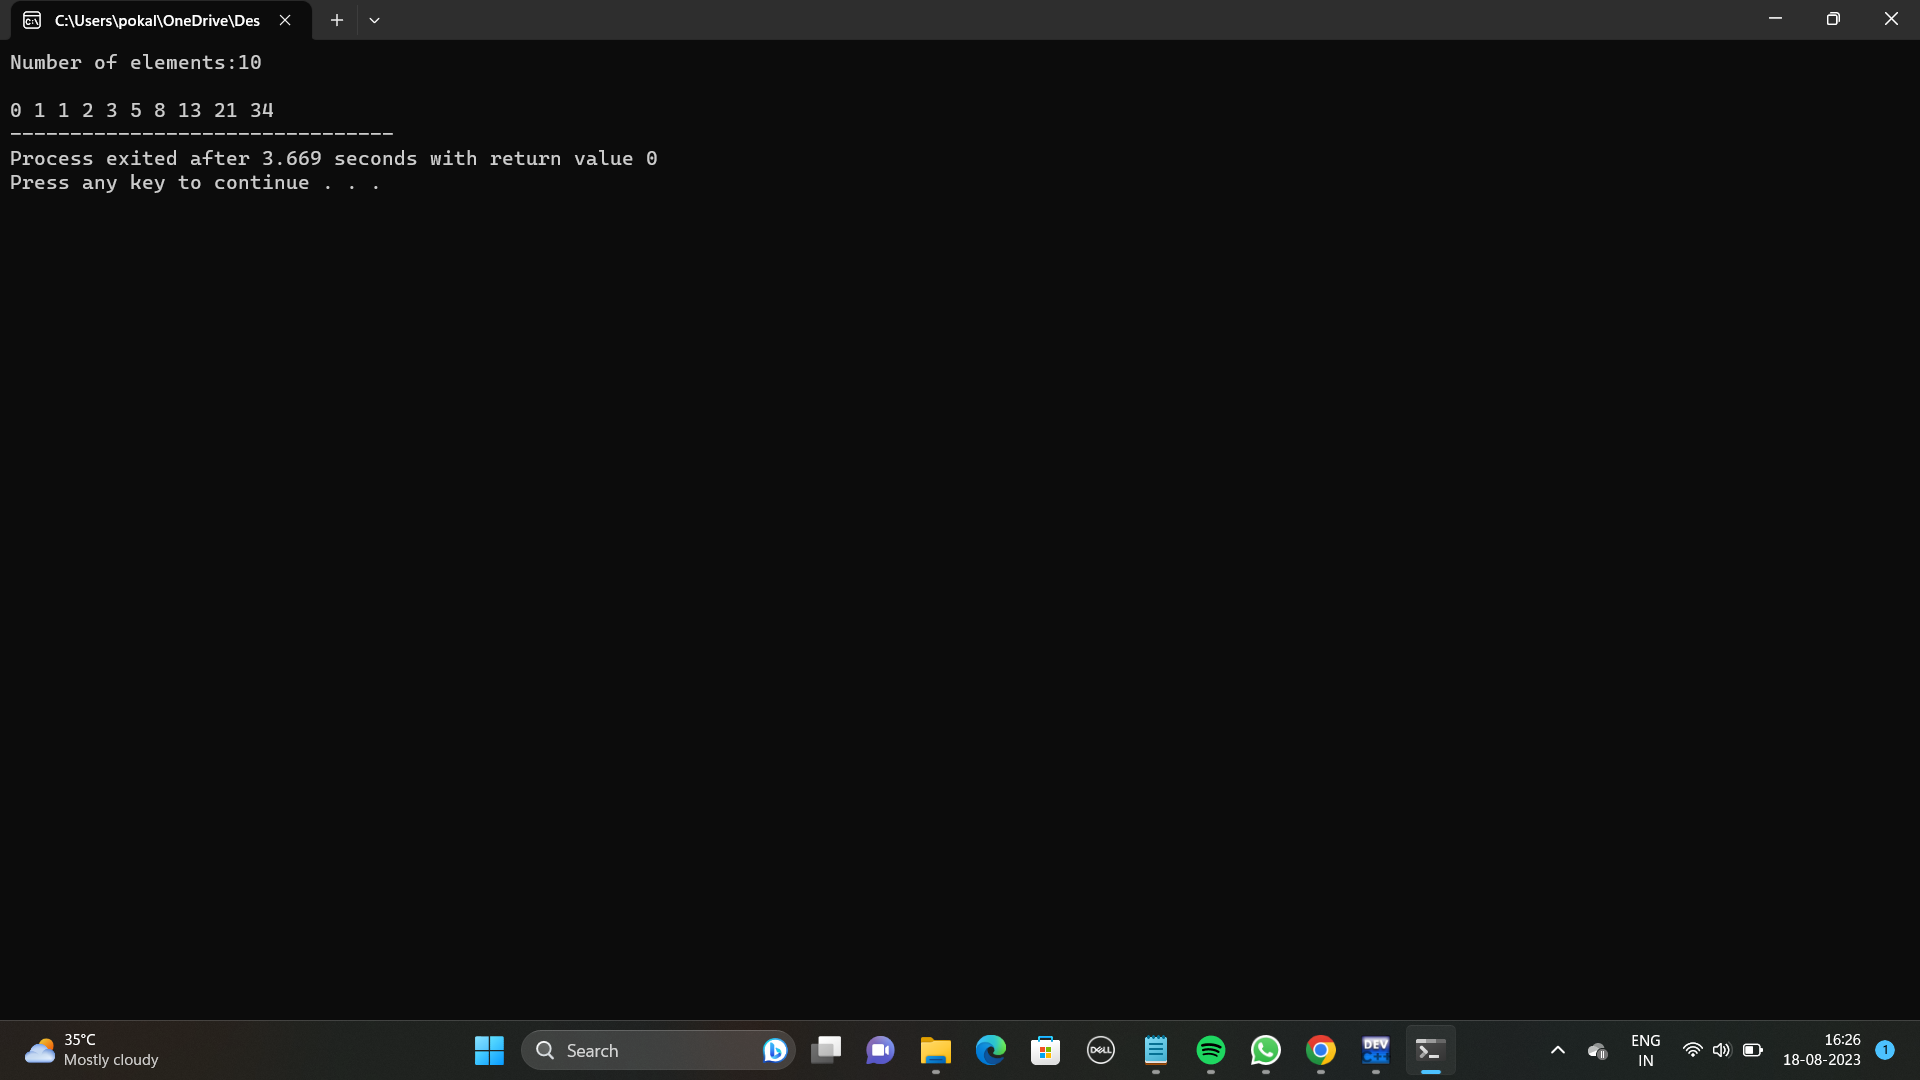 C:\Users\pokal\OneDrive\Des
Number of elements:10
0 1 1 2 3 5 8 13 21 34
--------------------------------
Process exited after 3.669 seconds with return value 0
Press any key to continue . . .
35°C
Mostly cloudy
Search
DELL
DEV
C++
ENG
IN
16:26
18-08-2023
1